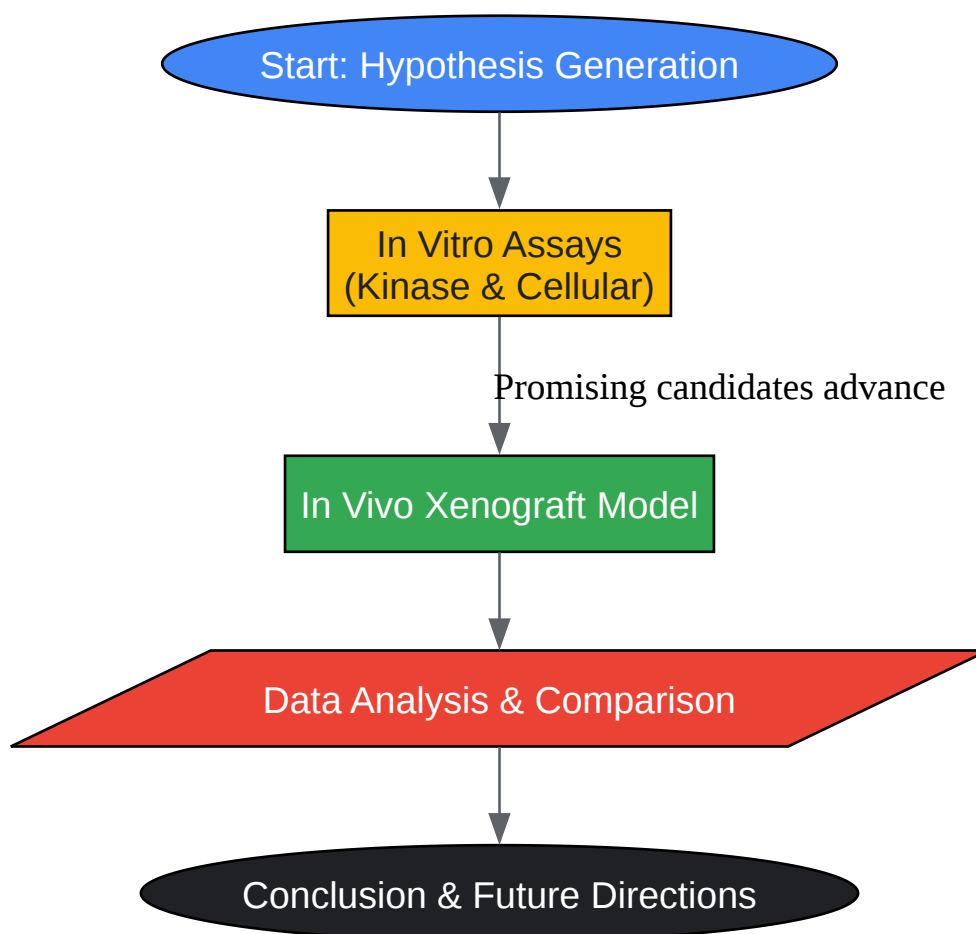 Start: Hypothesis Generation
In Vitro Assays
(Kinase & Cellular)
Promising candidates advance
In Vivo Xenograft Model
Data Analysis & Comparison
Conclusion & Future Directions